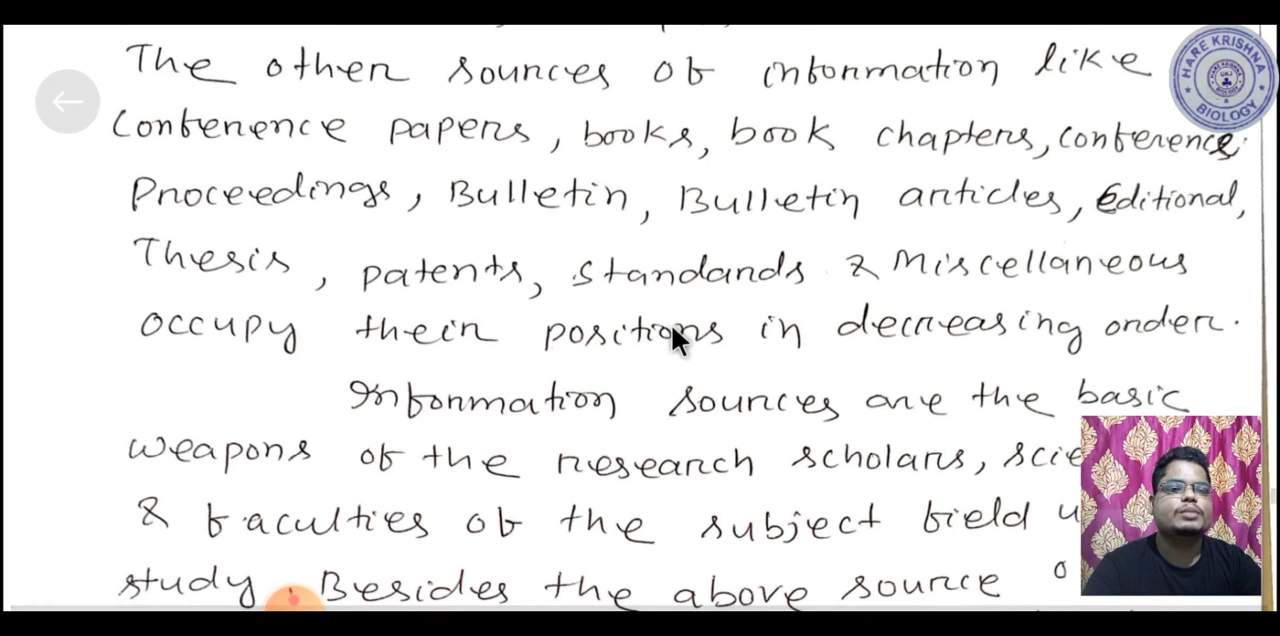 The other sources of information like
HARE KRISHNA
UKJ
BIOLOGY
Conference papers, books, book chapters, conference
Proceedings, Bulletin, Bulletin articles, Editional,
Thesis, patents, standards & Miscellaneous
occupy their positions in decreasing order.
Information sources are the basic
weapons of the research scholars, scie
& faculties of the subject field u
study. Besides the above source o